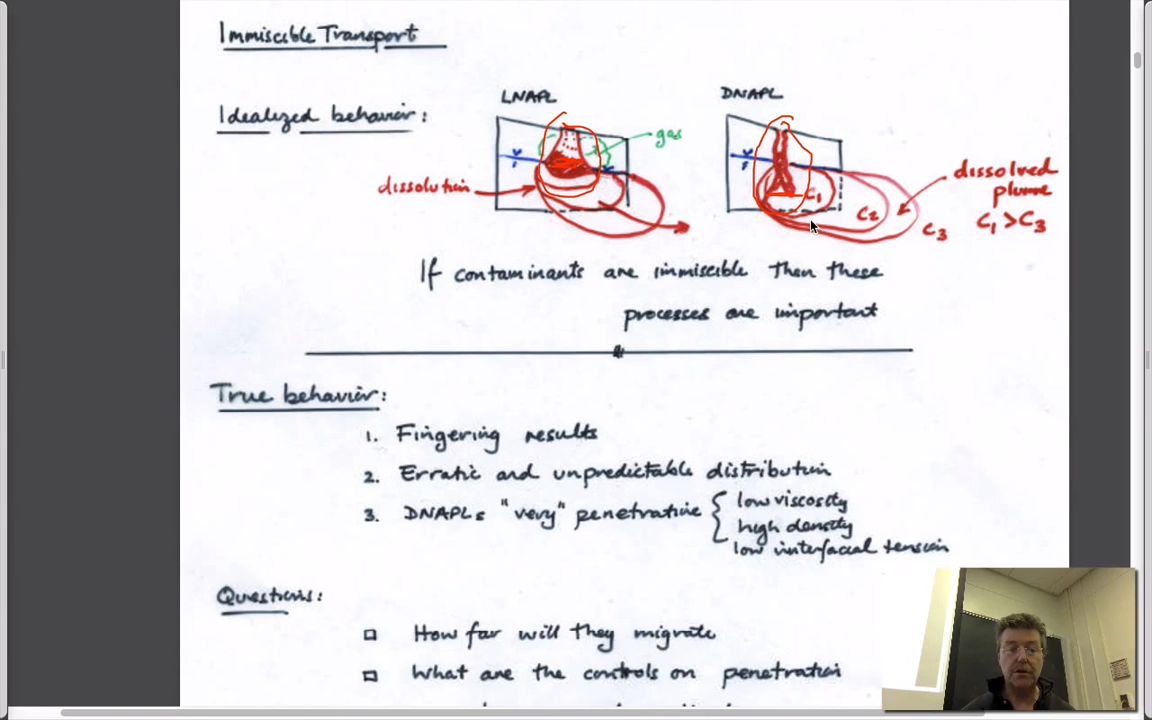 Immiscible Transport
Idealized behavior:
LNAPL
gas
dissolution
DNAPL
C1
C2
C3
dissolved
plume
C1 > C3
If contaminants are immiscible then these
processes are important
True behavior:
1. Fingering results
2. Erratic and unpredictable distribution
3. DNAPLs "very" penetrative { low viscosity
high density
low interfacial tension
Questions:
□ How far will they migrate
□ What are the controls on penetration